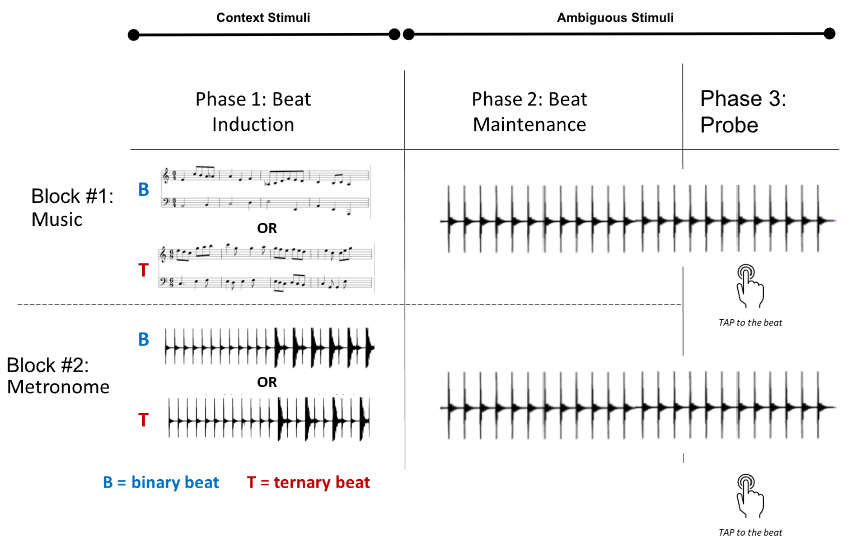 Context Stimuli
Ambiguous Stimuli
Phase 1: Beat
Induction
Phase 2: Beat
Maintenance
Phase 3:
Probe
Block #1:
Music
B
OR
T
TAP to the beat
Block #2:
Metronome
B
OR
T
B = binary beat
T = ternary beat
TAP to the beat